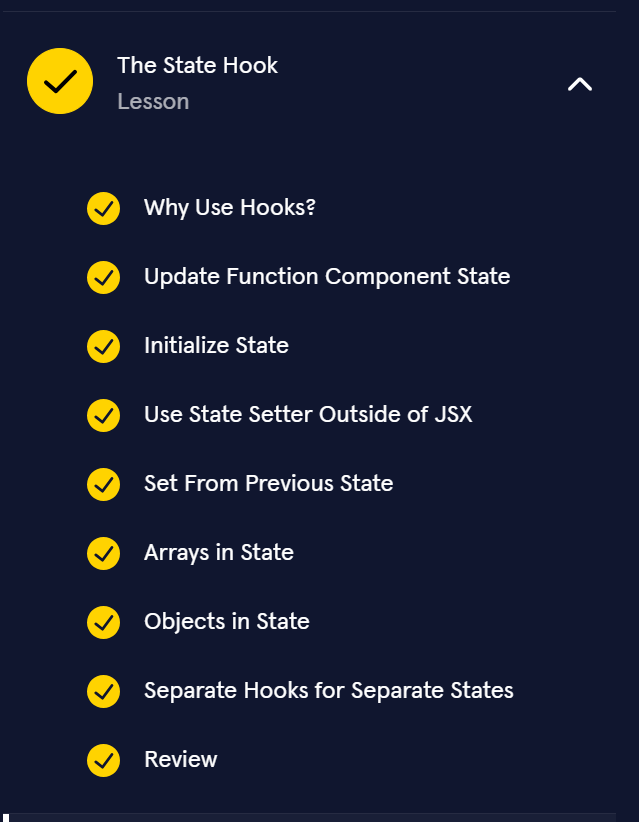 The State Hook
Lesson
Why Use Hooks?
Update Function Component State
Initialize State
Use State Setter Outside of JSX
Set From Previous State
Arrays in State
Objects in State
Separate Hooks for Separate States
Review